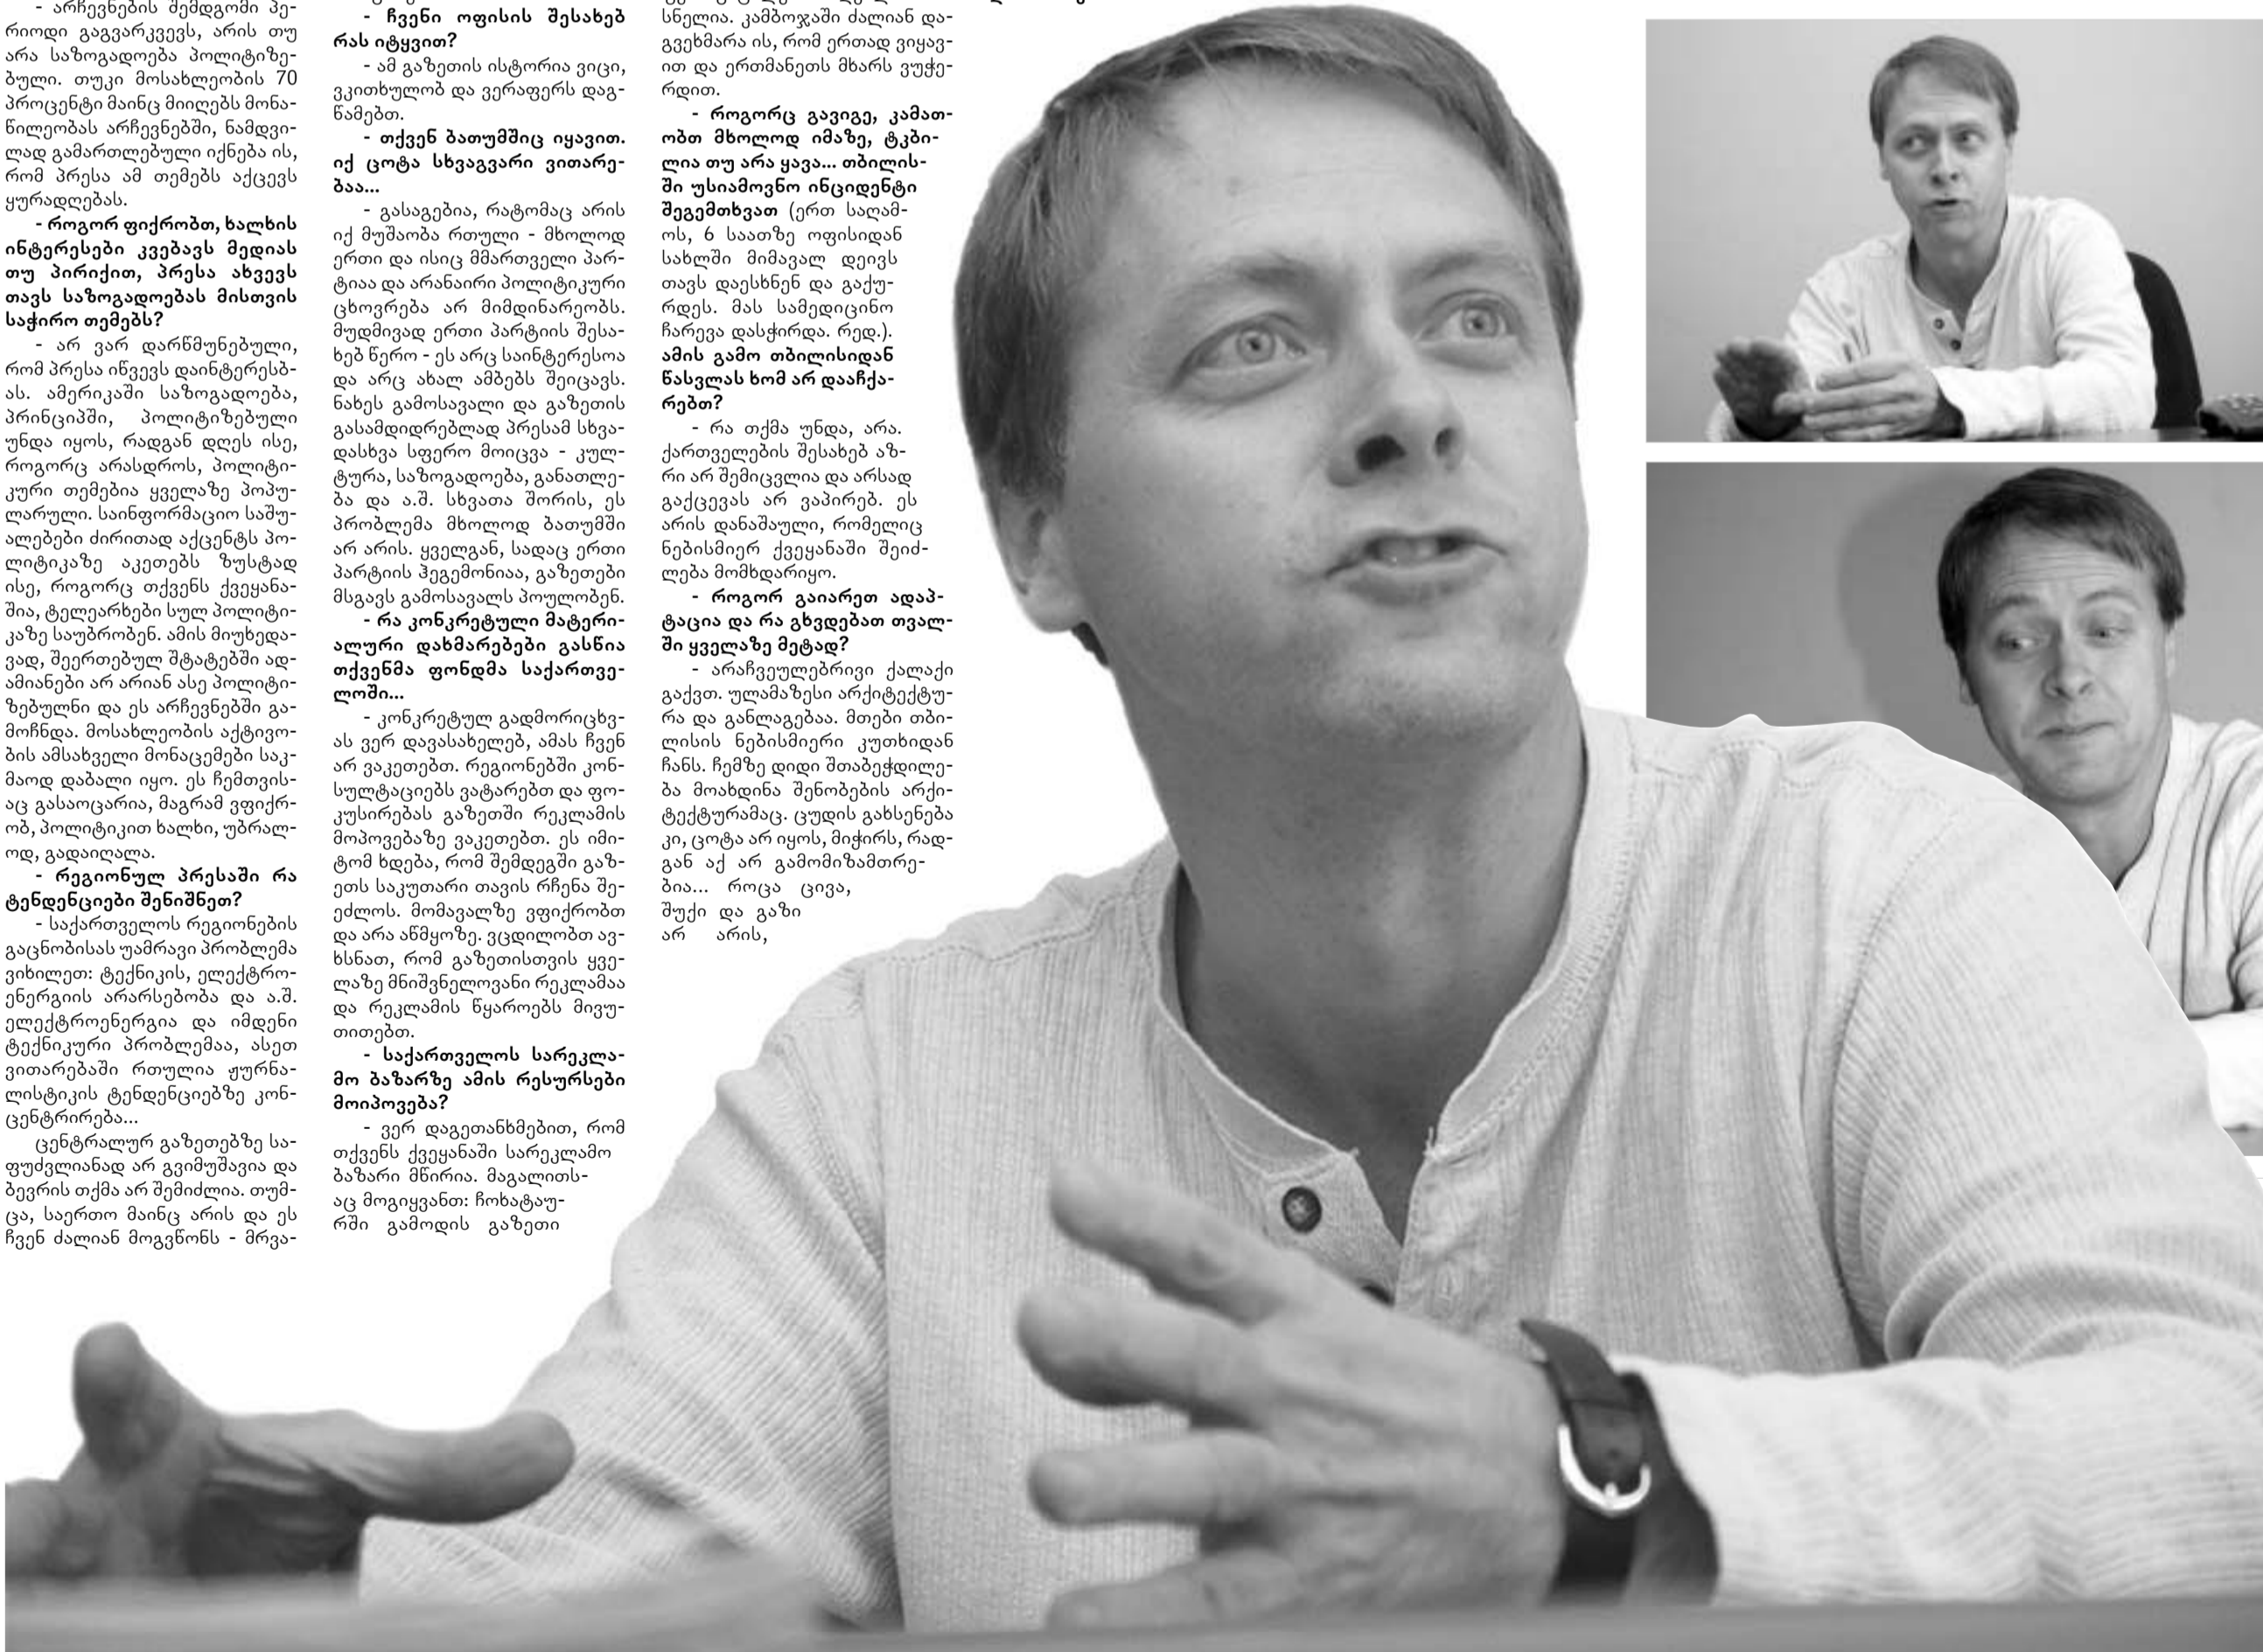 - არჩევნების შემდგომი პე-
რიოდი გაგვარკვევს, არის თუ
არა საზოგადოება პოლიტიზე-
ბული. თუკი მოსახლეობის 70
პროცენტი მაინც მიიღებს მონა-
წილეობას არჩევნებში, ნამდვი-
ლად გამართლებული იქნება ის,
რომ პრესა ამ თემებს აქცევს
ყურადღებას.
- როგორ ფიქრობთ, ხალხის
ინტერესები კვებავს მედიას
თუ პირიქით, პრესა ახვევს
თავს საზოგადოებას მისთვის
საჭირო თემებს?
- არ ვარ დარწმუნებული,
რომ პრესა იწვევს დაინტერესბ-
ას. ამერიკაში საზოგადოება,
პრინციპში, პოლიტიზებული
უნდა იყოს, რადგან დღეს ისე,
როგორც არასდროს, პოლიტი-
კური თემებია ყველაზე პოპუ-
ლარული. საინფორმაციო საშუ-
ალებები ძირითად აქცენტს პო-
ლიტიკაზე აკეთებს ზუსტად
ისე, როგორც თქვენს ქვეყანა-
შია, ტელეარხები სულ პოლიტი-
კაზე საუბრობენ. ამის მიუხედა-
ვად, შეერთებულ შტატებში ად-
ამიანები არ არიან ასე პოლიტი-
ზებულნი და ეს არჩევნებში გა-
მოჩნდა. მოსახლეობის აქტივო-
ბის ამსახველი მონაცემები საკ-
მაოდ დაბალი იყო. ეს ჩემთვის-
აც გასაოცარია, მაგრამ ვფიქრ-
ობ, პოლიტიკით ხალხი, უბრალ-
ოდ, გადაიღალა.
- რეგიონულ პრესაში რა
ტენდენციები შენიშნეთ?
- საქართველოს რეგიონების
გაცნობისას უამრავი პრობლემა
ვიხილეთ: ტექნიკის, ელექტრო-
ენერგიის არარსებობა და ა.შ.
ელექტროენერგია და იმდენი
ტექნიკური პრობლემაა, ასეთ
ვითარებაში რთულია ჟურნა-
ლისტიკის ტენდენციებზე კონ-
ცენტრირება...
ცენტრალურ გაზეთებზე სა-
ფუძვლიანად არ გვიმუშავია და
ბევრის თქმა არ შემიძლია. თუმ-
ცა, საერთო მაინც არის და ეს
ჩვენ ძალიან მოგვწონს - მრვა-
- ჩვენი ოფისის შესახებ
რას იტყვით?
- ამ გაზეთის ისტორია ვიცი,
ვკითხულობ და ვერაფერს დაგ-
წამებთ.
- თქვენ ბათუმშიც იყავით.
იქ ცოტა სხვაგვარი ვითარე-
ბაა...
- გასაგებია, რატომაც არის
იქ მუშაობა რთული - მხოლოდ
ერთი და ისიც მმართველი პარ-
ტიაა და არანაირი პოლიტიკური
ცხოვრება არ მიმდინარეობს.
მუდმივად ერთი პარტიის შესა-
ხებ წერო - ეს არც საინტერესოა
და არც ახალ ამბებს შეიცავს.
ნახეს გამოსავალი და გაზეთის
გასამდიდრებლად პრესამ სხვა-
დასხვა სფერო მოიცვა - კულ-
ტურა, საზოგადოება, განათლე-
ბა და ა.შ. სხვათა შორის, ეს
პრობლემა მხოლოდ ბათუმში
არ არის. ყველგან, სადაც ერთი
პარტიის ჰეგემონიაა, გაზეთები
მსგავს გამოსავალს პოულობენ.
- რა კონკრეტული მატერი-
ალური დახმარებები გასწია
თქვენმა ფონდმა საქართვე-
ლოში...
- კონკრეტულ გადმორიცხვ-
ას ვერ დავასახელებ, ამას ჩვენ
არ ვაკეთებთ. რეგიონებში კონ-
სულტაციებს ვატარებთ და ფო-
კუსირებას გაზეთში რეკლამის
მოპოვებაზე ვაკეთებთ. ეს იმი-
ტომ ხდება, რომ შემდეგში გაზ-
ეთს საკუთარი თავის რჩენა შე-
ეძლოს. მომავალზე ვფიქრობთ
და არა აწმყოზე. ვცდილობთ ავ-
ხსნათ, რომ გაზეთისთვის ყვე-
ლაზე მნიშვნელოვანი რეკლამაა
და რეკლამის წყაროებს მივუ-
თითებთ.
- საქართველოს სარეკლა-
მო ბაზარზე ამის რესურსები
მოიპოვება?
- ვერ დაგეთანხმებით, რომ
თქვენს ქვეყანაში სარეკლამო
ბაზარი მწირია. მაგალითს-
აც მოგიყვანთ: ჩოხატაუ-
რში გამოდის გაზეთი
სნელია. კამბოჯაში ძალიან და-
გვეხმარა ის, რომ ერთად ვიყავ-
ით და ერთმანეთს მხარს ვუჭე-
რდით.
- როგორც გავიგე, კამათ-
ობთ მხოლოდ იმაზე, ტკბი-
ლია თუ არა ყავა... თბილის-
ში უსიამოვნო ინციდენტი
შეგემთხვათ (ერთ საღამ-
ოს, 6 საათზე ოფისიდან
სახლში მიმავალ დეივს
თავს დაესხნენ და გაქუ-
რდეს. მას სამედიცინო
ჩარევა დასჭირდა. რედ.).
ამის გამო თბილისიდან
წასვლას ხომ არ დააჩქა-
რებთ?
- რა თქმა უნდა, არა.
ქართველების შესახებ აზ-
რი არ შემიცვლია და არსად
გაქცევას არ ვაპირებ. ეს
არის დანაშაული, რომელიც
ნებისმიერ ქვეყანაში შეიძ-
ლება მომხდარიყო.
- როგორ გაიარეთ ადაპ-
ტაცია და რა გხვდებათ თვალ-
ში ყველაზე მეტად?
- არაჩვეულებრივი ქალაქი
გაქვთ. ულამაზესი არქიტექტუ-
რა და განლაგებაა. მთები თბი-
ლისის ნებისმიერი კუთხიდან
ჩანს. ჩემზე დიდი შთაბეჭდილე-
ბა მოახდინა შენობების არქი-
ტექტურამაც. ცუდის გახსენება
კი, ცოტა არ იყოს, მიჭირს, რად-
გან აქ არ გამომიზამთრე-
ბია... როცა ცივა,
შუქი და გაზი
არ არის,